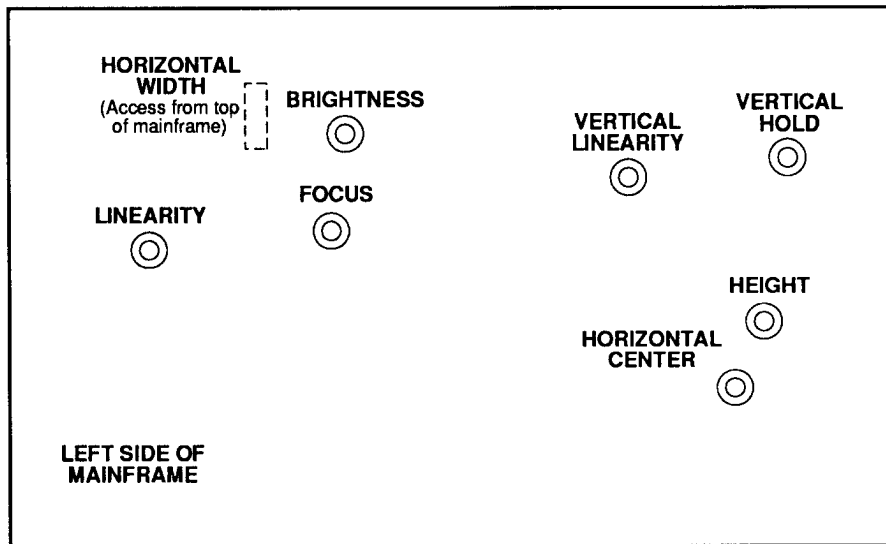 HORIZONTAL
WIDTH
(Access from top
of mainframe)
BRIGHTNESS
VERTICAL
LINEARITY
VERTICAL
HOLD
LINEARITY
FOCUS
HEIGHT
HORIZONTAL
CENTER
LEFT SIDE OF
MAINFRAME